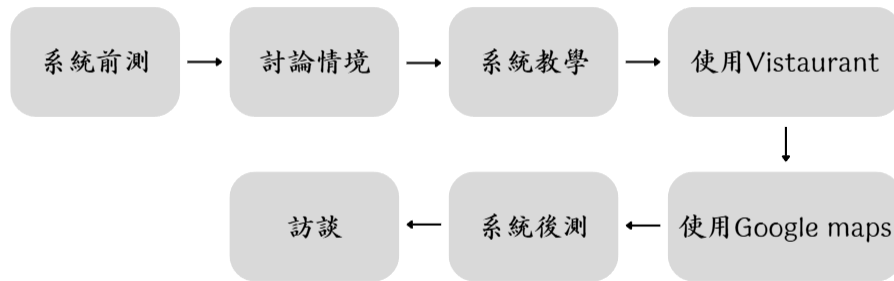 系統前測
討論情境
系統教學
使用Vistaurant
使用Google maps
系統後測
訪談